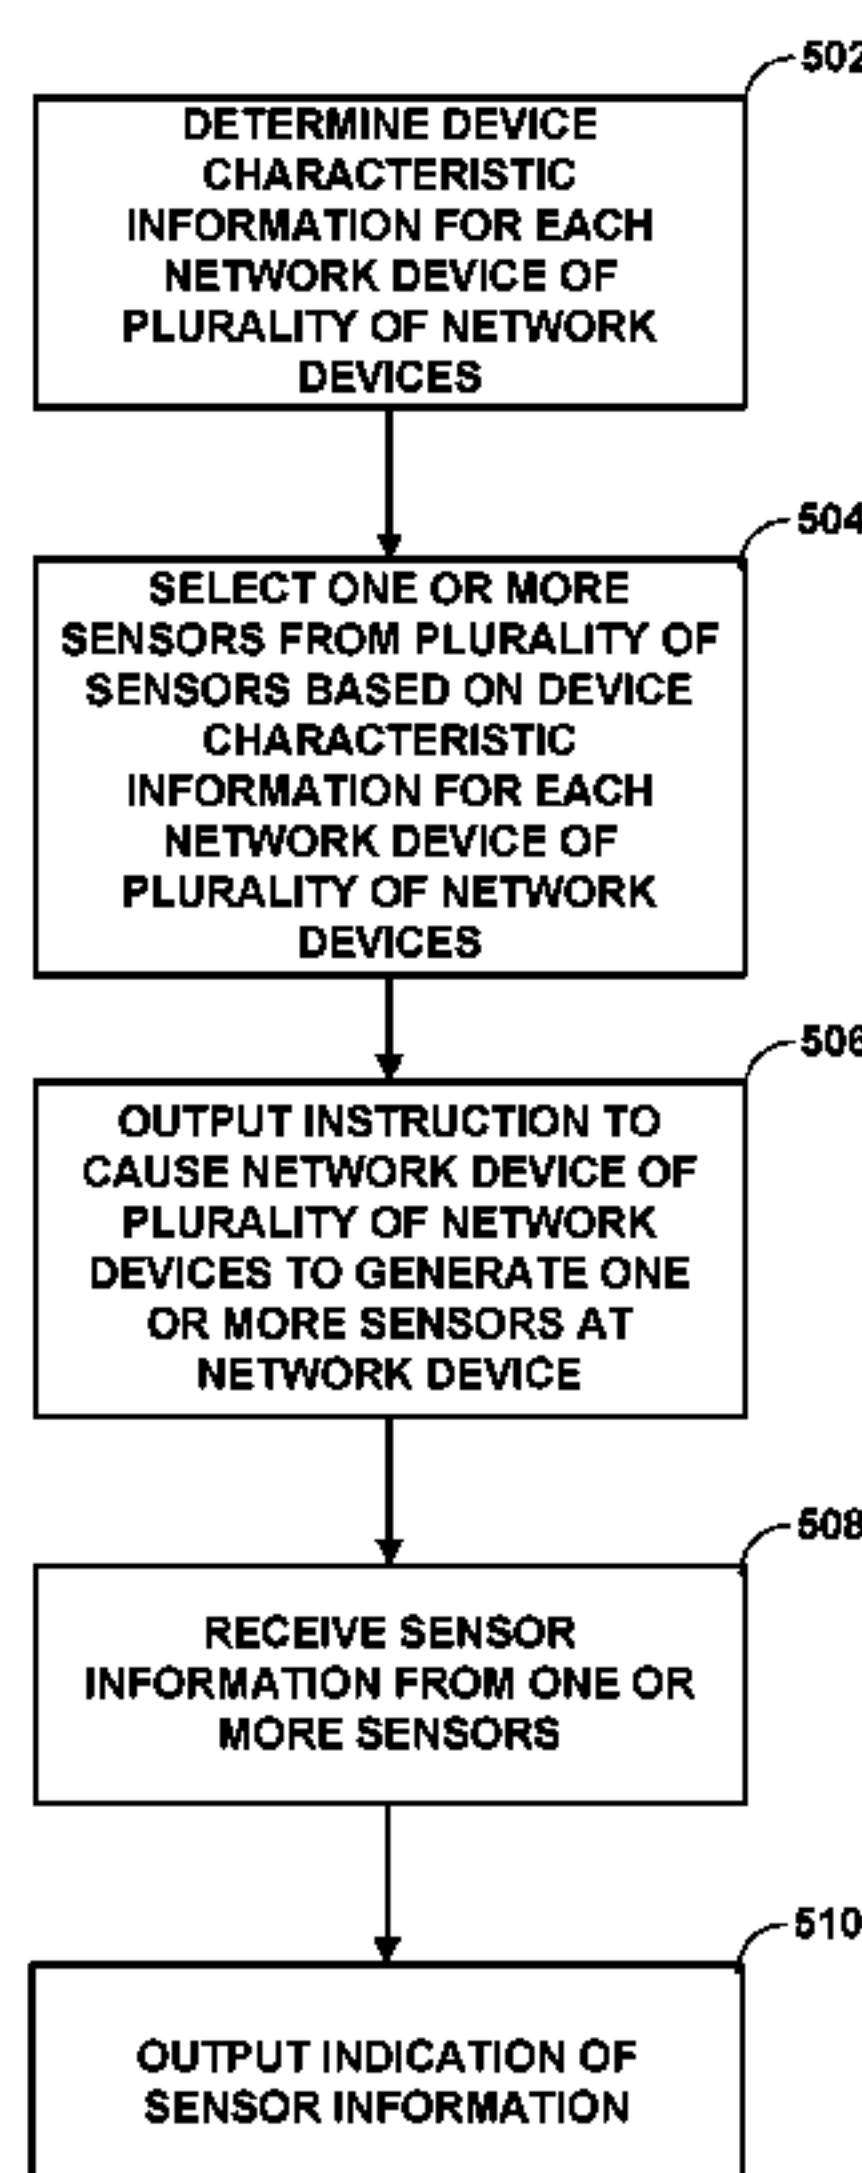 502
DETERMINE DEVICE
CHARACTERISTIC
INFORMATION FOR EACH
NETWORK DEVICE OF
PLURALITY OF NETWORK
DEVICES
504
SELECT ONE OR MORE
SENSORS FROM PLURALITY OF
SENSORS BASED ON DEVICE
CHARACTERISTIC
INFORMATION FOR EACH
NETWORK DEVICE OF
PLURALITY OF NETWORK
DEVICES
506
OUTPUT INSTRUCTION TO
CAUSE NETWORK DEVICE OF
PLURALITY OF NETWORK
DEVICES TO GENERATE ONE
OR MORE SENSORS AT
NETWORK DEVICE
508
RECEIVE SENSOR
INFORMATION FROM ONE OR
MORE SENSORS
510
OUTPUT INDICATION OF
SENSOR INFORMATION